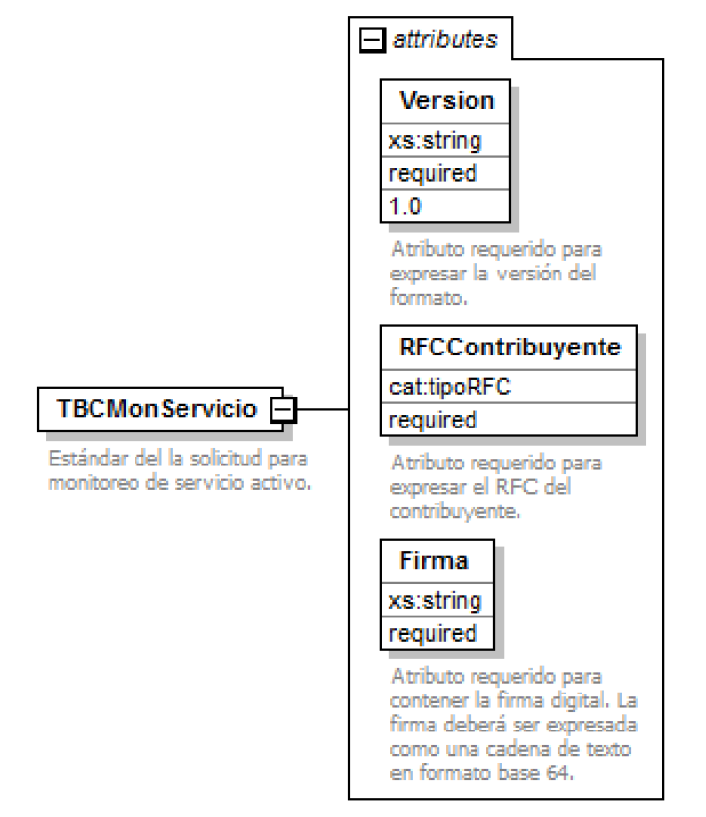 attributes
Version
xs:string
required
1.0
Atributo requerido para
expresar la versión del
formato.
RFCContribuyente
cat:tipoRFC
required
Atributo requerido para
expresar el RFC del
contribuyente.
TBCMonServicio
Estándar del la solicitud para
monitoreo de servicio activo.
Firma
xs:string
required
Atributo requerido para
contener la firma digital. La
firma deberá ser expresada
como una cadena de texto
en formato base 64.